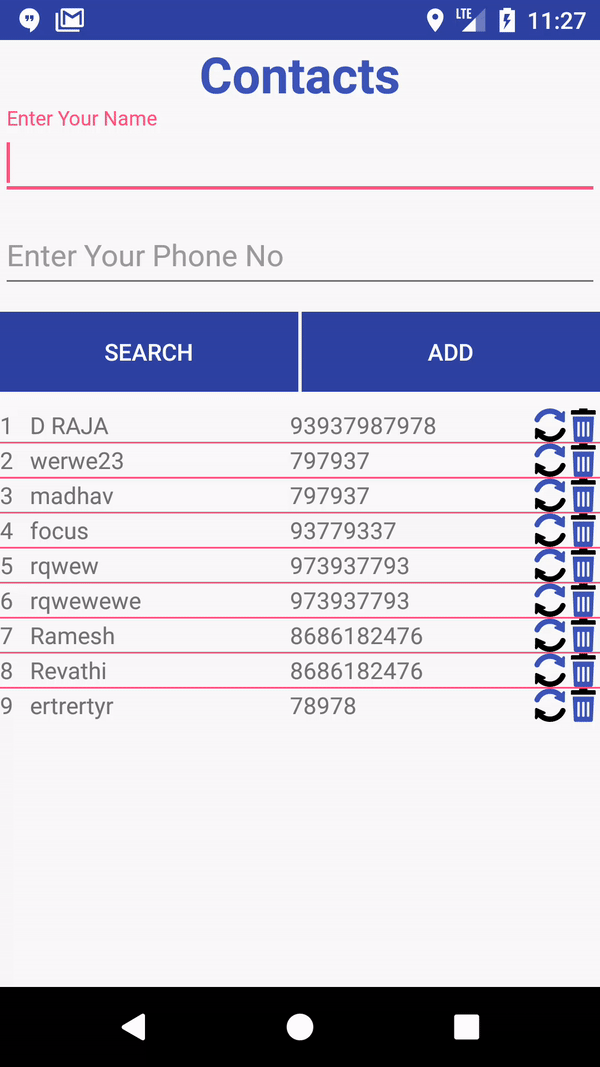 LTE 11:27
Contacts
Enter Your Name
Enter Your Phone No
SEARCH ADD
1 D RAJA 93937987978
2 werwe23 797937
3 madhav 797937
4 focus 93779337
5 rqwew 973937793
6 rqwewewe 973937793
7 Ramesh 8686182476
8 Revathi 8686182476
9 ertrertyr 78978